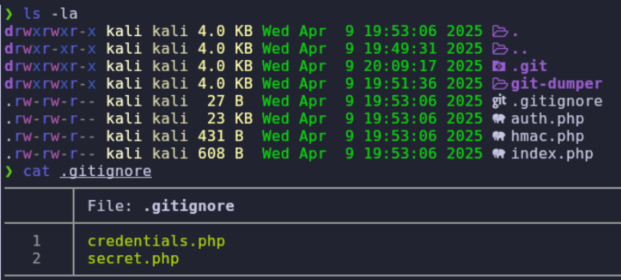 ❯ ls -la
drwxrwxr-x kali kali 4.0 KB Wed Apr 9 19:53:06 2025 .
drwxrwxr-x kali kali 4.0 KB Wed Apr 9 19:49:31 2025 ..
drwxrwxr-x kali kali 4.0 KB Wed Apr 9 20:09:17 2025 .git
drwxrwxr-x kali kali 4.0 KB Wed Apr 9 19:51:36 2025 git-dumper
.rw-rw-r-- kali kali 27 B Wed Apr 9 19:53:06 2025 git .gitignore
.rw-rw-r-- kali kali 23 KB Wed Apr 9 19:53:06 2025 auth.php
.rw-rw-r-- kali kali 431 B Wed Apr 9 19:53:06 2025 hmac.php
.rw-rw-r-- kali kali 608 B Wed Apr 9 19:53:06 2025 index.php
❯ cat .gitignore
File: .gitignore
1 credentials.php
2 secret.php